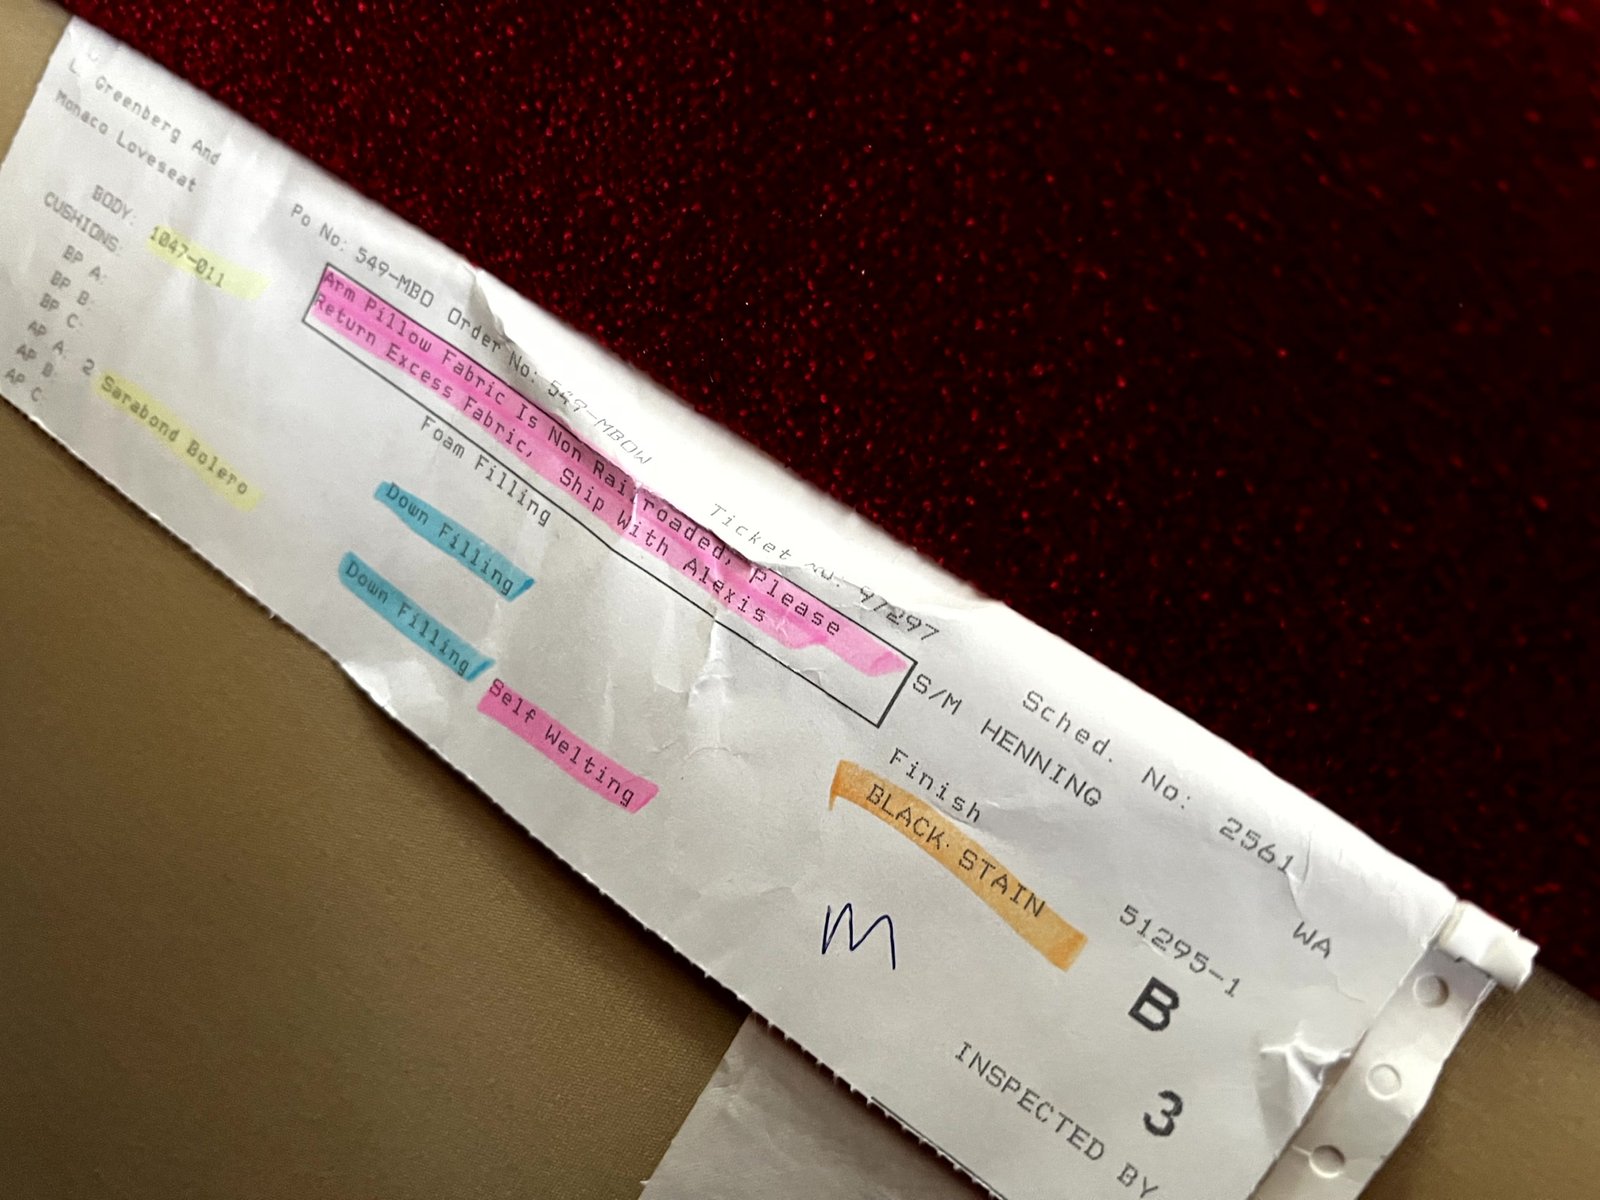 L Greenberg And
Monaco Loveseat
Po No: 549-MBO Order No: 549-MBOW Ticket No: 97297 Sched. No: 2561 WA
BODY: 1047-011
CUSHIONS:
Arm Pillow Fabric Is Non Railroaded, Please
Return Excess Fabric, Ship With Alexis
S/M HENNING
51295-1
BP A:
BP B:
BP C:
AP A: 2 Sarabond Bolero
AP B:
AP C:
Foam Filling
Down Filling
Down Filling
Self Welting
Finish
BLACK STAIN
M
B
3
INSPECTED BY